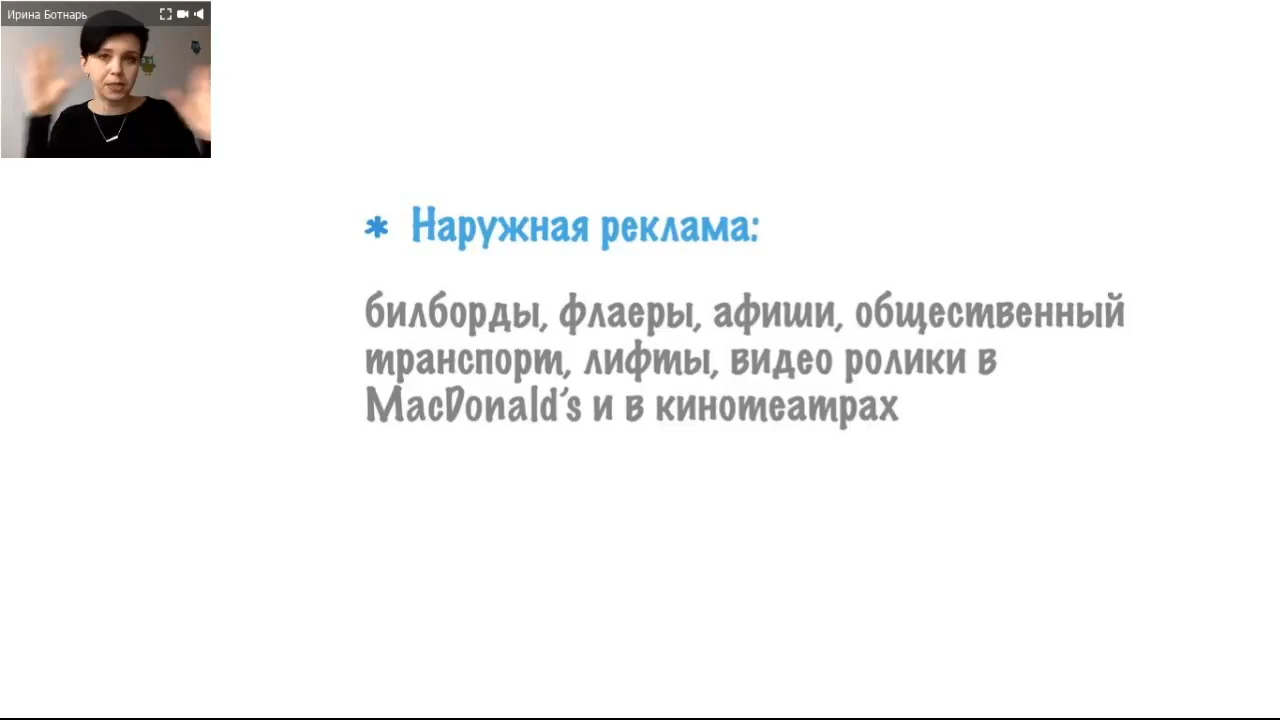 Ирина Ботнарь
* Наружная реклама:
билборды, флаеры, афиши, общественный
транспорт, лифты, видео ролики в
MacDonald's и в кинотеатрах